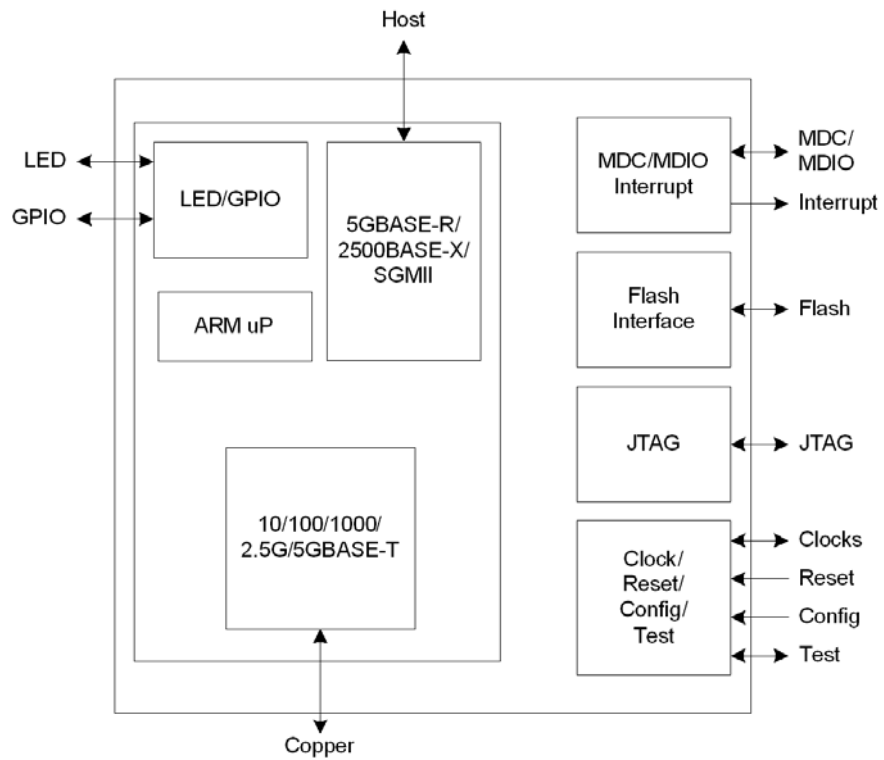 Host
LED
GPIO
LED/GPIO
5GBASE-R/
2500BASE-X/
SGMII
ARM uP
10/100/1000/
2.5G/5GBASE-T
Copper
MDC/MDIO
Interrupt
MDC/
MDIO
Interrupt
Flash
Interface
Flash
JTAG
JTAG
Clock/
Reset/
Config/
Test
Clocks
Reset
Config
Test